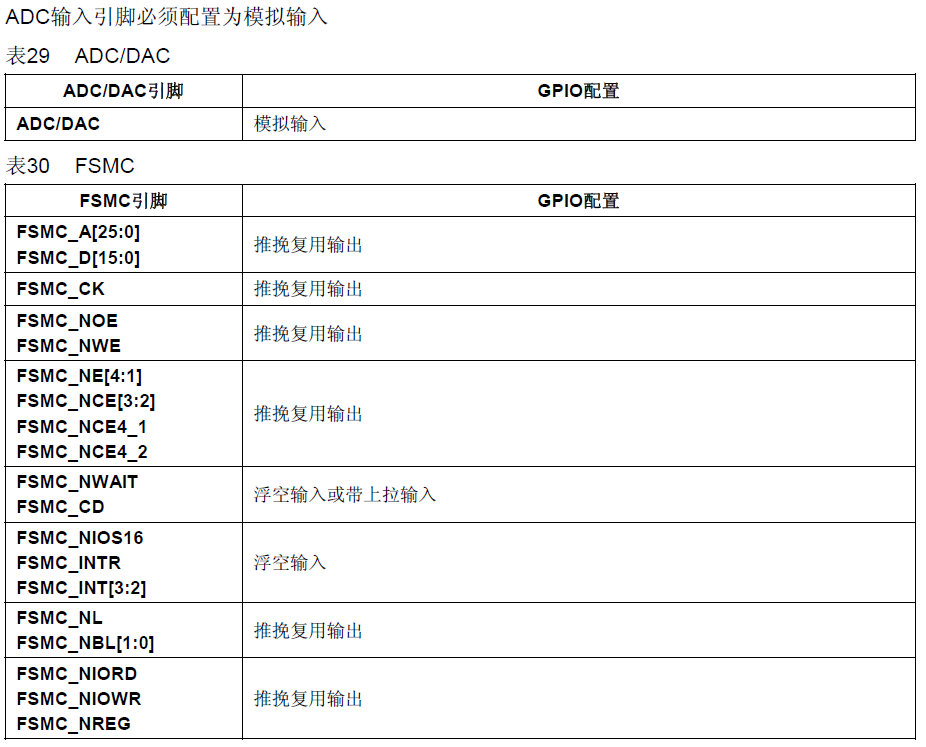 ADC输入引脚必须配置为模拟输入
表29 ADC/DAC
ADC/DAC引脚 GPIO配置
ADC/DAC 模拟输入
表30 FSMC
FSMC引脚 GPIO配置
FSMC_A[25:0]
FSMC_D[15:0]
推挽复用输出
FSMC_CK 推挽复用输出
FSMC_NOE
FSMC_NWE
推挽复用输出
FSMC_NE[4:1]
FSMC_NCE[3:2]
FSMC_NCE4_1
FSMC_NCE4_2
推挽复用输出
FSMC_NWAIT
FSMC_CD
浮空输入或带上拉输入
FSMC_NIOS16
FSMC_INTR
FSMC_INT[3:2]
浮空输入
FSMC_NL
FSMC_NBL[1:0]
推挽复用输出
FSMC_NIORD
FSMC_NIOWR
FSMC_NREG
推挽复用输出